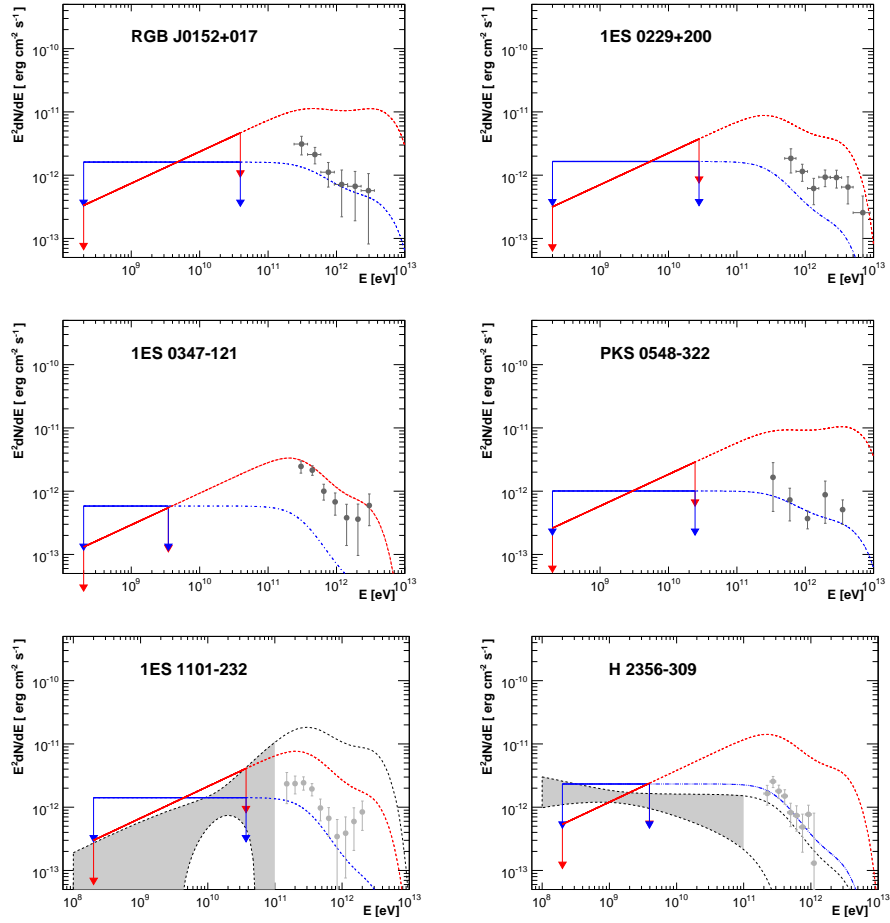 RGB J0152+017
E²dN/dE [ erg cm⁻² s⁻¹ ]
10⁻¹⁰
10⁻¹¹
10⁻¹²
10⁻¹³
10⁹ 10¹⁰ 10¹¹ 10¹² 10¹³
E [eV]
1ES 0229+200
E²dN/dE [ erg cm⁻² s⁻¹ ]
10⁻¹⁰
10⁻¹¹
10⁻¹²
10⁻¹³
10⁹ 10¹⁰ 10¹¹ 10¹² 10¹³
E [eV]
1ES 0347-121
E²dN/dE [ erg cm⁻² s⁻¹ ]
10⁻¹⁰
10⁻¹¹
10⁻¹²
10⁻¹³
10⁹ 10¹⁰ 10¹¹ 10¹² 10¹³
E [eV]
PKS 0548-322
E²dN/dE [ erg cm⁻² s⁻¹ ]
10⁻¹⁰
10⁻¹¹
10⁻¹²
10⁻¹³
10⁹ 10¹⁰ 10¹¹ 10¹² 10¹³
E [eV]
1ES 1101-232
E²dN/dE [ erg cm⁻² s⁻¹ ]
10⁻¹⁰
10⁻¹¹
10⁻¹²
10⁻¹³
10⁸ 10⁹ 10¹⁰ 10¹¹ 10¹² 10¹³
E [eV]
H 2356-309
E²dN/dE [ erg cm⁻² s⁻¹ ]
10⁻¹⁰
10⁻¹¹
10⁻¹²
10⁻¹³
10⁸ 10⁹ 10¹⁰ 10¹¹ 10¹² 10¹³
E [eV]